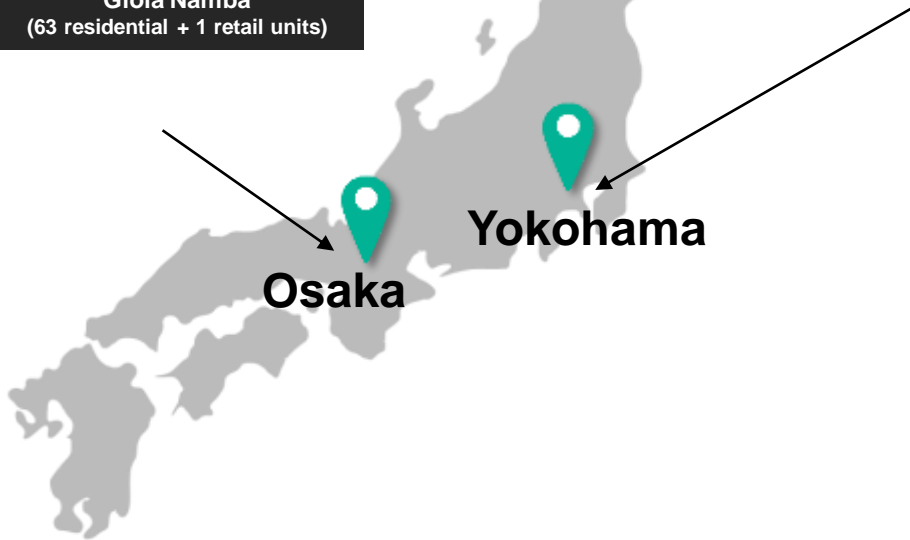 Gioia Namba
(63 residential + 1 retail units)
Yokohama
Osaka